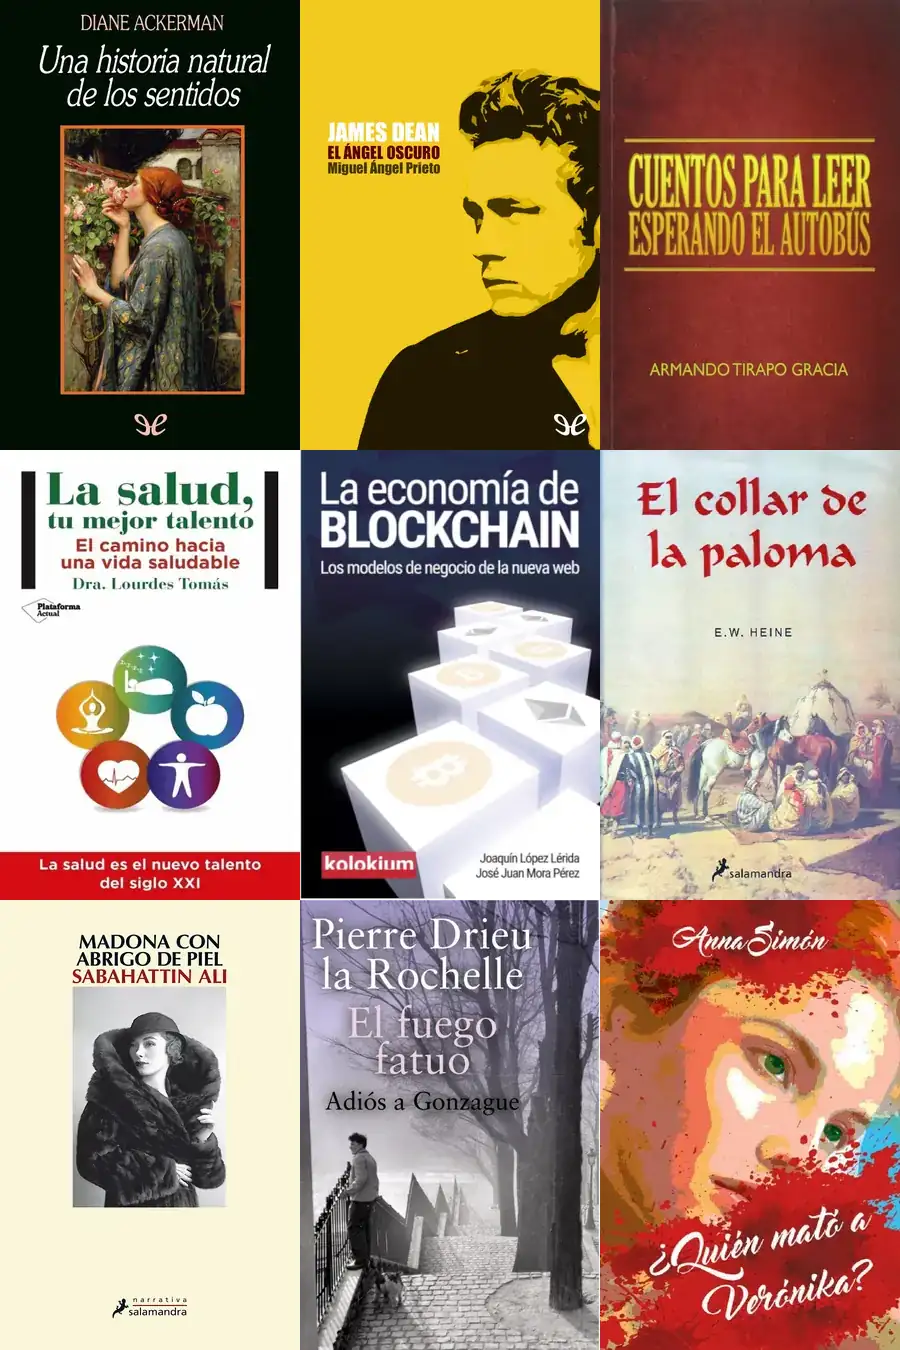 DIANE ACKERMAN
Una historia natural
de los sentidos
JAMES DEAN
EL ÁNGEL OSCURO
Miguel Ángel Prieto
CUENTOS PARA LEER
ESPERANDO EL AUTOBÚS
ARMANDO TIRAPO GRACIA
La salud,
tu mejor talento
El camino hacia
una vida saludable
Dra. Lourdes Tomás
Plataforma
Actual
La salud es el nuevo talento
del siglo XXI
La economía de
BLOCKCHAIN
Los modelos de negocio de la nueva web
kolokium
Joaquín López Lérida
José Juan Mora Pérez
El collar de
la paloma
E.W. HEINE
salamandra
MADONA CON
ABRIGO DE PIEL
SABAHATTIN ALI
narrativa
salamandra
Pierre Drieu
la Rochelle
El fuego
fatuo
Adiós a Gonzague
Anna Simón
¿Quién mató a
Verónika?